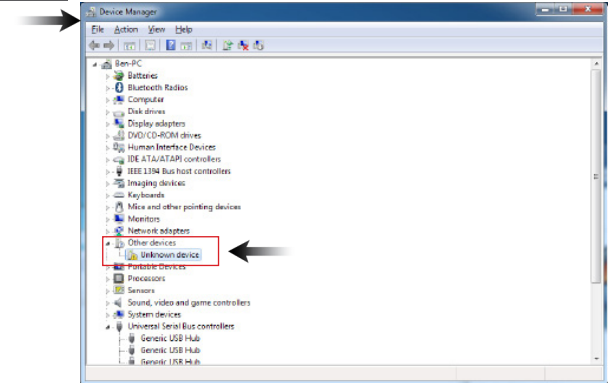 Device Manager
File Action View Help
Ben-PC
Batteries
Bluetooth Radios
Computer
Disk drives
Display adapters
DVD/CD-ROM drives
Human Interface Devices
IDE ATA/ATAPI controllers
IEEE 1394 Bus host controllers
Imaging devices
Keyboards
Mice and other pointing devices
Monitors
Network adapters
Other devices
Unknown device
Portable Devices
Processors
Sensors
Sound, video and game controllers
System devices
Universal Serial Bus controllers
Generic USB Hub
Generic USB Hub
Generic USB Hub